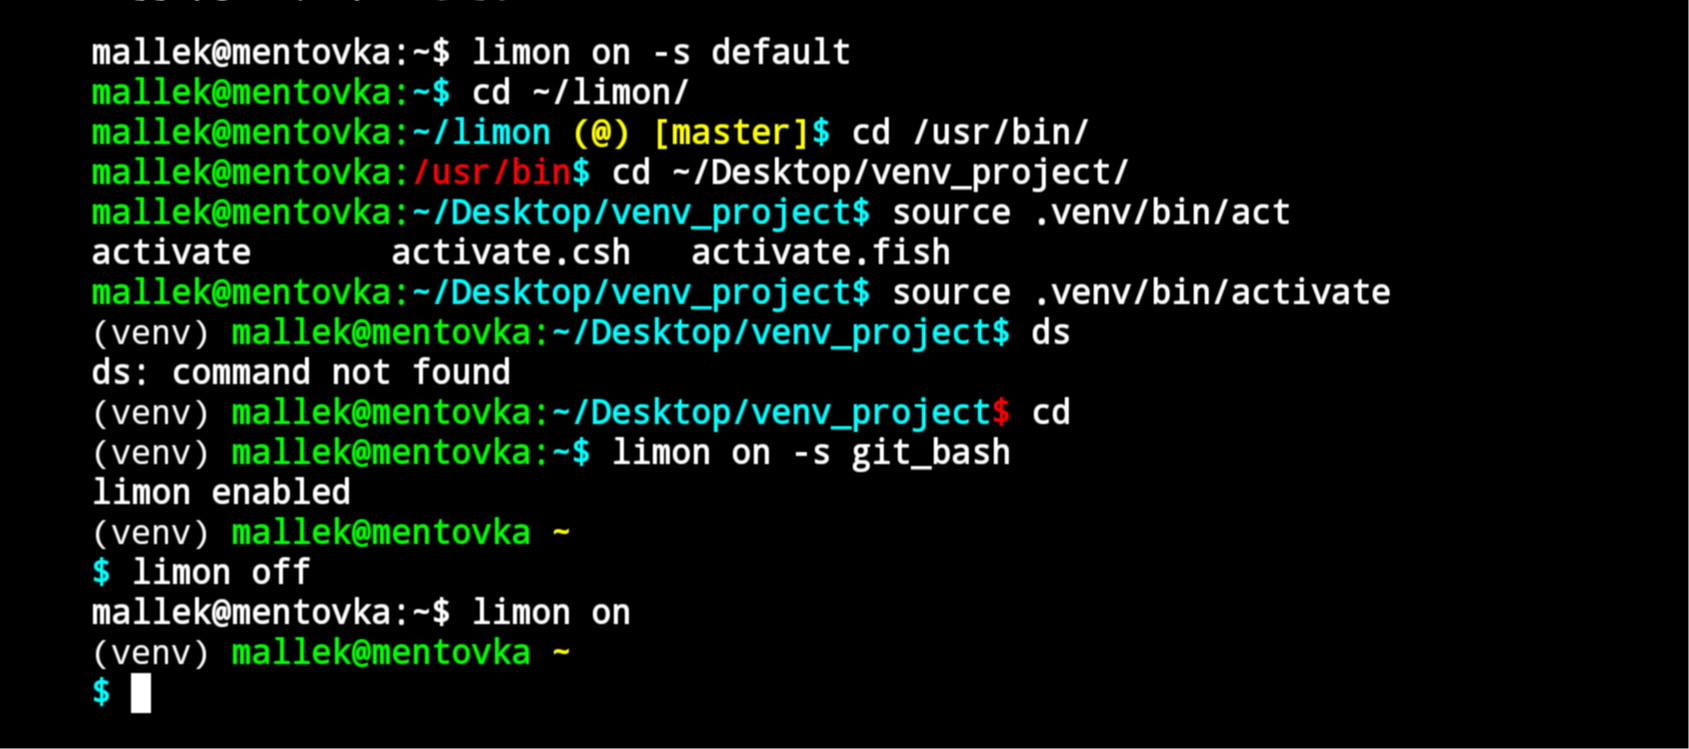 mallek@mentovka:~$ limon on -s default
mallek@mentovka:~$ cd ~/limon/
mallek@mentovka:~/limon (@) [master]$ cd /usr/bin/
mallek@mentovka:/usr/bin$ cd ~/Desktop/venv_project/
mallek@mentovka:~/Desktop/venv_project$ source .venv/bin/act
activate       activate.csh   activate.fish
mallek@mentovka:~/Desktop/venv_project$ source .venv/bin/activate
(venv) mallek@mentovka:~/Desktop/venv_project$ ds
ds: command not found
(venv) mallek@mentovka:~/Desktop/venv_project$ cd
(venv) mallek@mentovka:~$ limon on -s git_bash
limon enabled
(venv) mallek@mentovka ~
$ limon off
mallek@mentovka:~$ limon on
(venv) mallek@mentovka ~
$